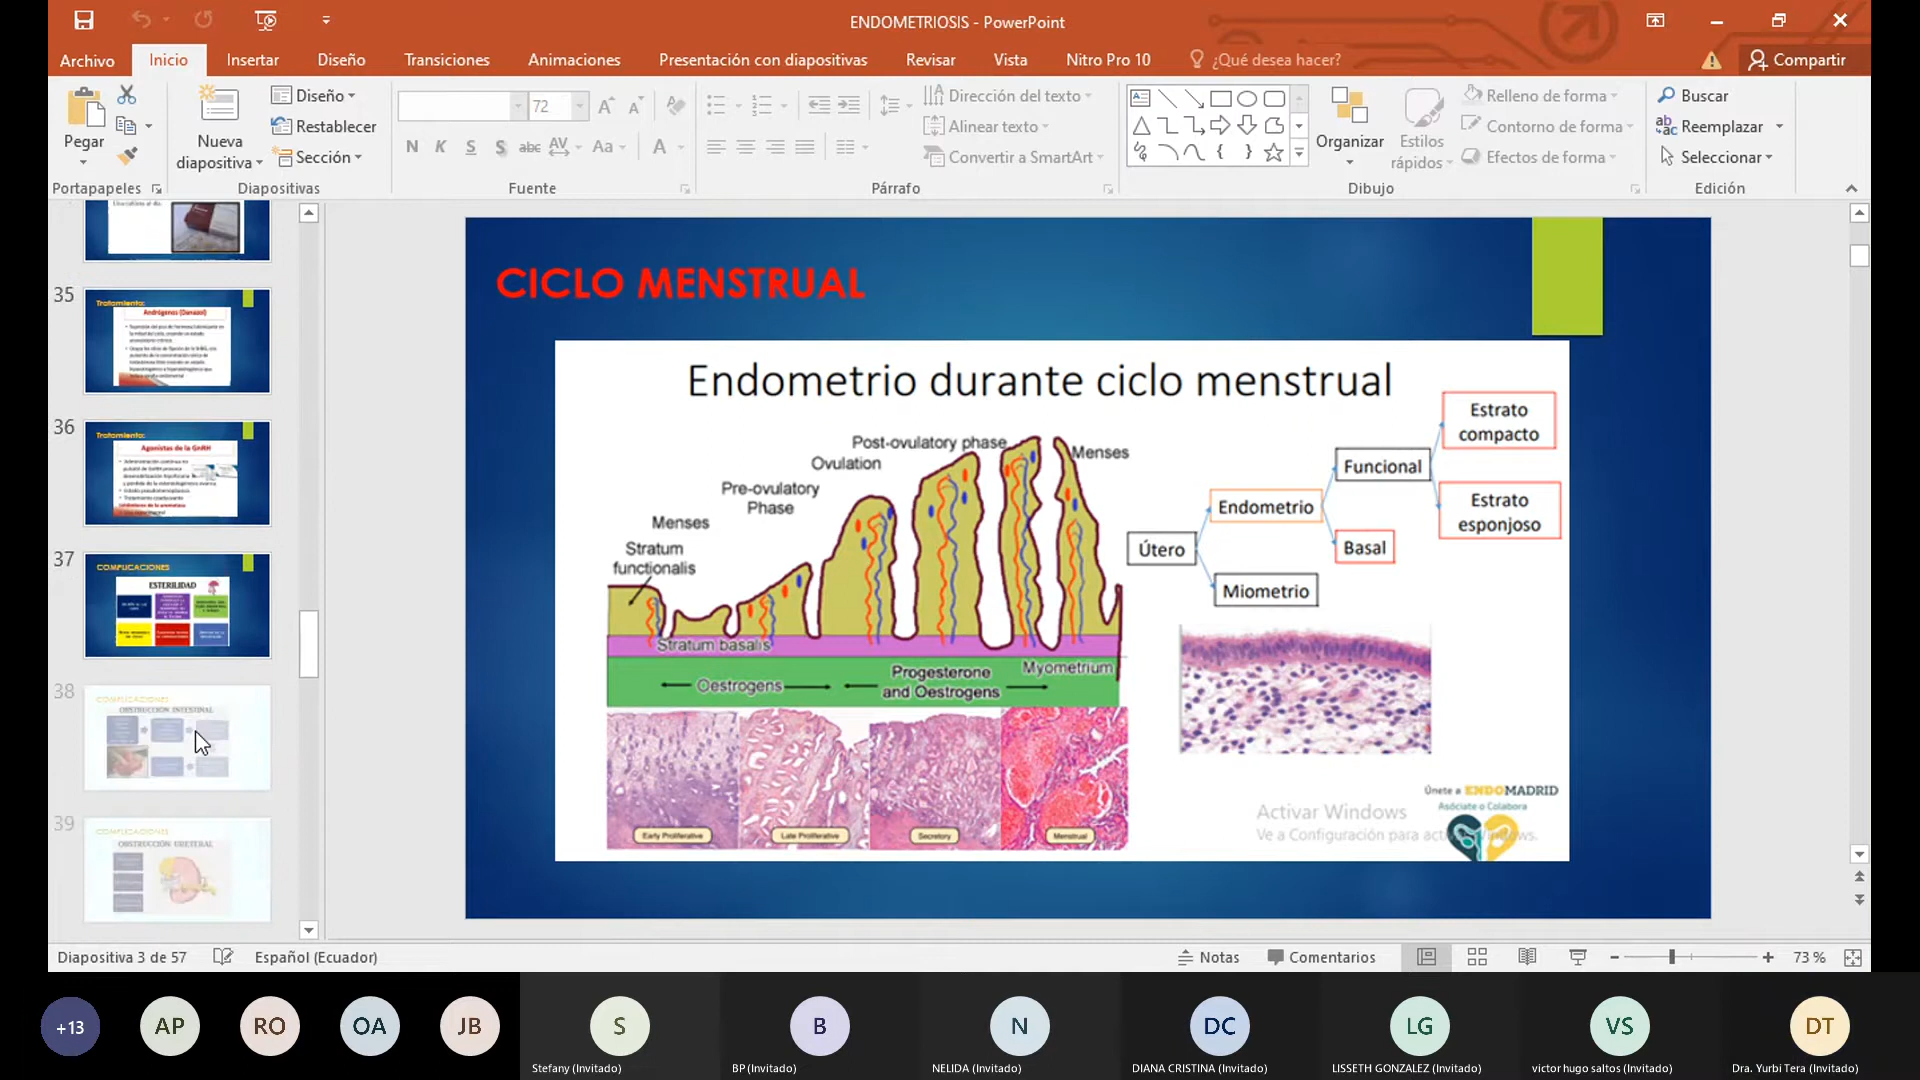 ENDOMETRIOSIS - PowerPoint
Archivo
Inicio
Insertar
Diseño
Transiciones
Animaciones
Presentación con diapositivas
Revisar
Vista
Nitro Pro 10
¿Qué desea hacer?
Compartir
Pegar
Nueva
diapositiva
Diseño
Restablecer
Sección
72
N K S S abc AV Aa A
Dirección del texto
Alinear texto
Convertir a SmartArt
Organizar
Estilos
rápidos
Relleno de forma
Contorno de forma
Efectos de forma
Buscar
Reemplazar
Seleccionar
Portapapeles
Diapositivas
Fuente
Párrafo
Dibujo
Edición
35
Tratamiento:
Andrógenos (Danazol)
36
Tratamiento:
Agonistas de la GnRH
37
COMPLICACIONES
ESTERILIDAD
38
COMPLICACIONES
OBSTRUCCIÓN INTESTINAL
39
COMPLICACIONES
OBSTRUCCIÓN URETERAL
CICLO MENSTRUAL
Endometrio durante ciclo menstrual
Post-ovulatory phase
Menses
Ovulation
Pre-ovulatory
Phase
Menses
Stratum
functionalis
Stratum basalis
Myometrium
Oestrogens
Progesterone
and Oestrogens
Early Proliferative
Late Proliferative
Secretory
Menstrual
Útero
Endometrio
Miometrio
Funcional
Basal
Estrato
compacto
Estrato
esponjoso
Únete a ENDOMADRID
Asóciate o Colabora
Activar Windows
Ve a Configuración para activar Windows.
Diapositiva 3 de 57
Español (Ecuador)
Notas
Comentarios
73 %
+13
AP
RO
OA
JB
S
Stefany (Invitado)
B
BP (Invitado)
N
NELIDA (Invitado)
DC
DIANA CRISTINA (Invitado)
LG
LISSETH GONZALEZ (Invitado)
VS
victor hugo saltos (Invitado)
DT
Dra. Yurbi Tera (Invitado)